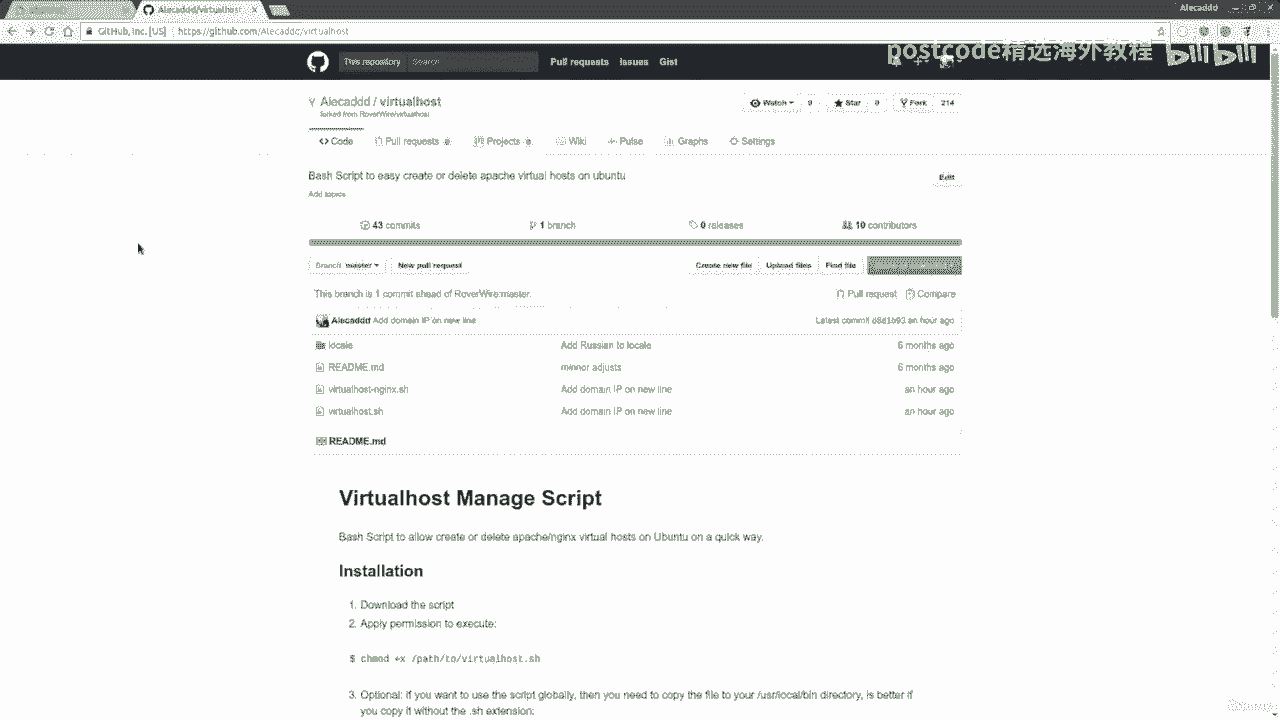 Alecaddd/virtualhost
Alecaddd
GitHub, Inc. [US] https://github.com/Alecaddd/virtualhost
postcode精选海外教程 bilibili
This repository Search Pull requests Issues Gist
Alecaddd / virtualhost
forked from RoverWire/virtualhost
Watch 0 Star 0 Fork 214
Code Pull requests 0 Projects 0 Wiki Pulse Graphs Settings
Bash Script to easy create or delete apache virtual hosts on ubuntu Edit
Add topics
43 commits 1 branch 0 releases 10 contributors
Branch: master New pull request Create new file Upload files Find file
This branch is 1 commit ahead of RoverWire:master. Pull request Compare
Alecaddd Add domain IP on new line Latest commit d8d1b93 an hour ago
locale Add Russian to locale 6 months ago
README.md minnor adjusts 6 months ago
virtualhost-nginx.sh Add domain IP on new line an hour ago
virtualhost.sh Add domain IP on new line an hour ago
README.md
Virtualhost Manage Script
Bash Script to allow create or delete apache/nginx virtual hosts on Ubuntu on a quick way.
Installation
1. Download the script
2. Apply permission to execute:
$ chmod +x /path/to/virtualhost.sh
3. Optional: if you want to use the script globally, then you need to copy the file to your /usr/local/bin directory, is better if
you copy it without the .sh extension: